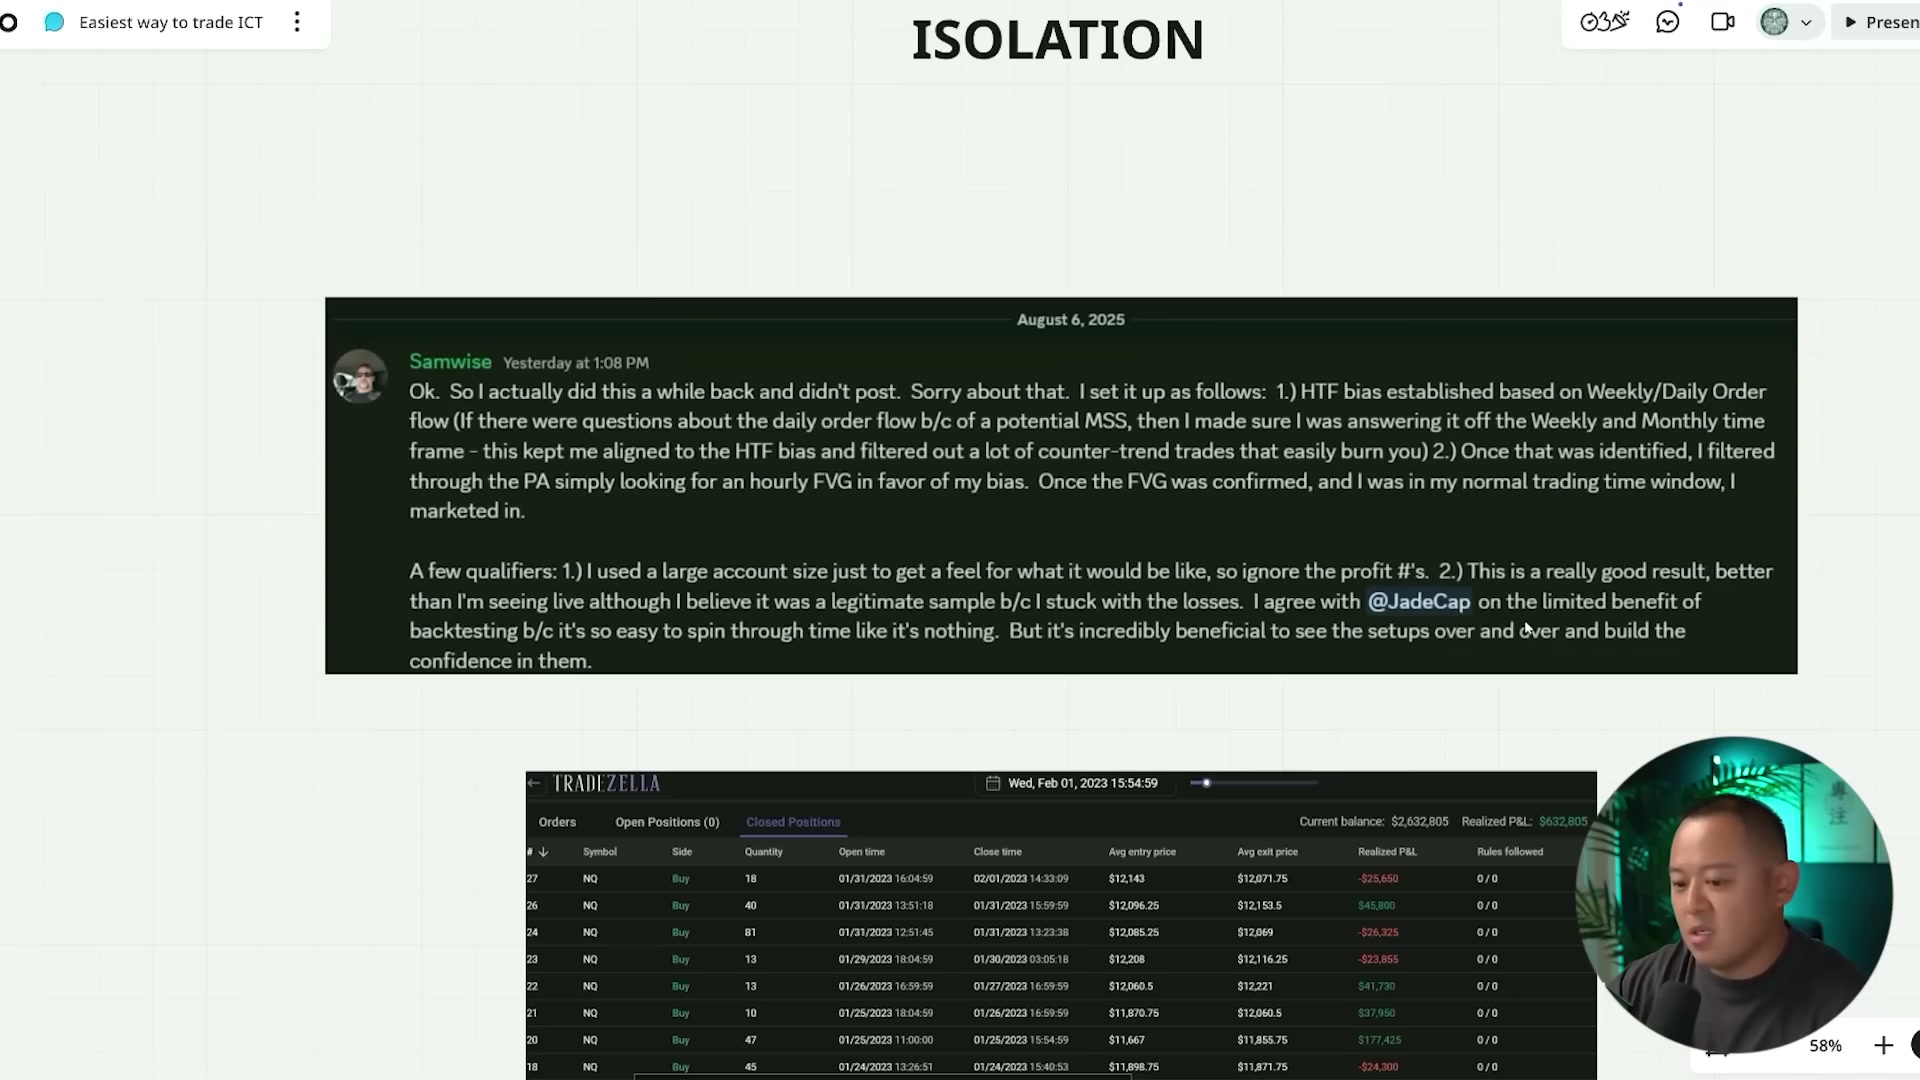 Easiest way to trade ICT
Presen
ISOLATION
August 6, 2025
Samwise Yesterday at 1:08 PM
Ok. So I actually did this a while back and didn't post. Sorry about that. I set it up as follows: 1.) HTF bias established based on Weekly/Daily Order
flow (If there were questions about the daily order flow b/c of a potential MSS, then I made sure I was answering it off the Weekly and Monthly time
frame - this kept me aligned to the HTF bias and filtered out a lot of counter-trend trades that easily burn you) 2.) Once that was identified, I filtered
through the PA simply looking for an hourly FVG in favor of my bias. Once the FVG was confirmed, and I was in my normal trading time window, I
marketed in.
A few qualifiers: 1.) I used a large account size just to get a feel for what it would be like, so ignore the profit #'s. 2.) This is a really good result, better
than I'm seeing live although I believe it was a legitimate sample b/c I stuck with the losses. I agree with @JadeCap on the limited benefit of
backtesting b/c it's so easy to spin through time like it's nothing. But it's incredibly beneficial to see the setups over and over and build the
confidence in them.
TRADEZELLA Wed, Feb 01, 2023 15:54:59
Orders Open Positions (0) Closed Positions Current balance: $2,632,805 Realized P&L: $632,805
# Symbol Side Quantity Open time Close time Avg entry price Avg exit price Realized P&L Rules followed
27 NQ Buy 18 01/31/2023 16:04:59 02/01/2023 14:33:09 $12,143 $12,071.75 -$25,650 0 / 0
26 NQ Buy 40 01/31/2023 13:51:18 01/31/2023 15:59:59 $12,096.25 $12,153.5 $45,800 0 / 0
24 NQ Buy 81 01/31/2023 12:51:45 01/31/2023 13:23:38 $12,085.25 $12,069 -$26,325 0 / 0
23 NQ Buy 13 01/29/2023 18:04:59 01/30/2023 03:05:18 $12,208 $12,116.25 -$23,855 0 / 0
22 NQ Buy 13 01/26/2023 16:59:59 01/27/2023 16:59:59 $12,060.5 $12,221 $41,730 0 / 0
21 NQ Buy 10 01/25/2023 18:04:59 01/26/2023 16:59:59 $11,870.75 $12,060.5 $37,950 0 / 0
20 NQ Buy 47 01/25/2023 11:00:00 01/25/2023 15:54:59 $11,667 $11,855.75 $177,425 0 / 0
18 NQ Buy 45 01/24/2023 13:26:51 01/24/2023 15:40:53 $11,898.75 $11,871.75 -$24,300 0 / 0
58%